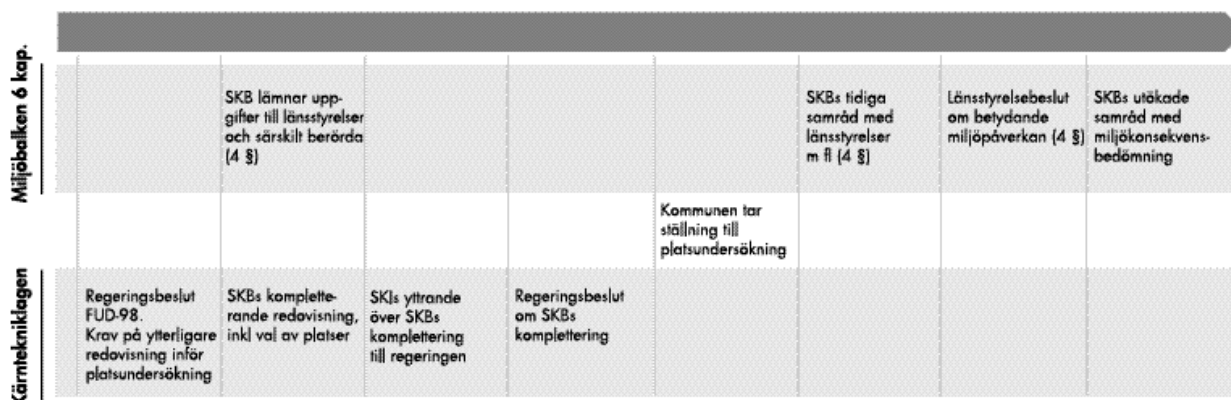 Miljöbalken 6 kap.
SKB lämnar upp-
gifter till länsstyrelser
och särskilt berörda
(4 §)
SKBs tidiga
samråd med
länsstyrelser
m fl (4 §)
Länsstyrelsebeslut
om betydande
miljöpåverkan (4 §)
SKBs utökade
samråd med
miljökonsekvens-
bedömning
Kommunen tar
ställning till
platsundersökning
Kärntekniklagen
Regeringsbeslut
FUD-98.
Krav på ytterligare
redovisning inför
platsundersökning
SKBs komplette-
rande redovisning,
inkl val av platser
SKIs yttrande
över SKBs
komplettering
till regeringen
Regeringsbeslut
om SKBs
komplettering